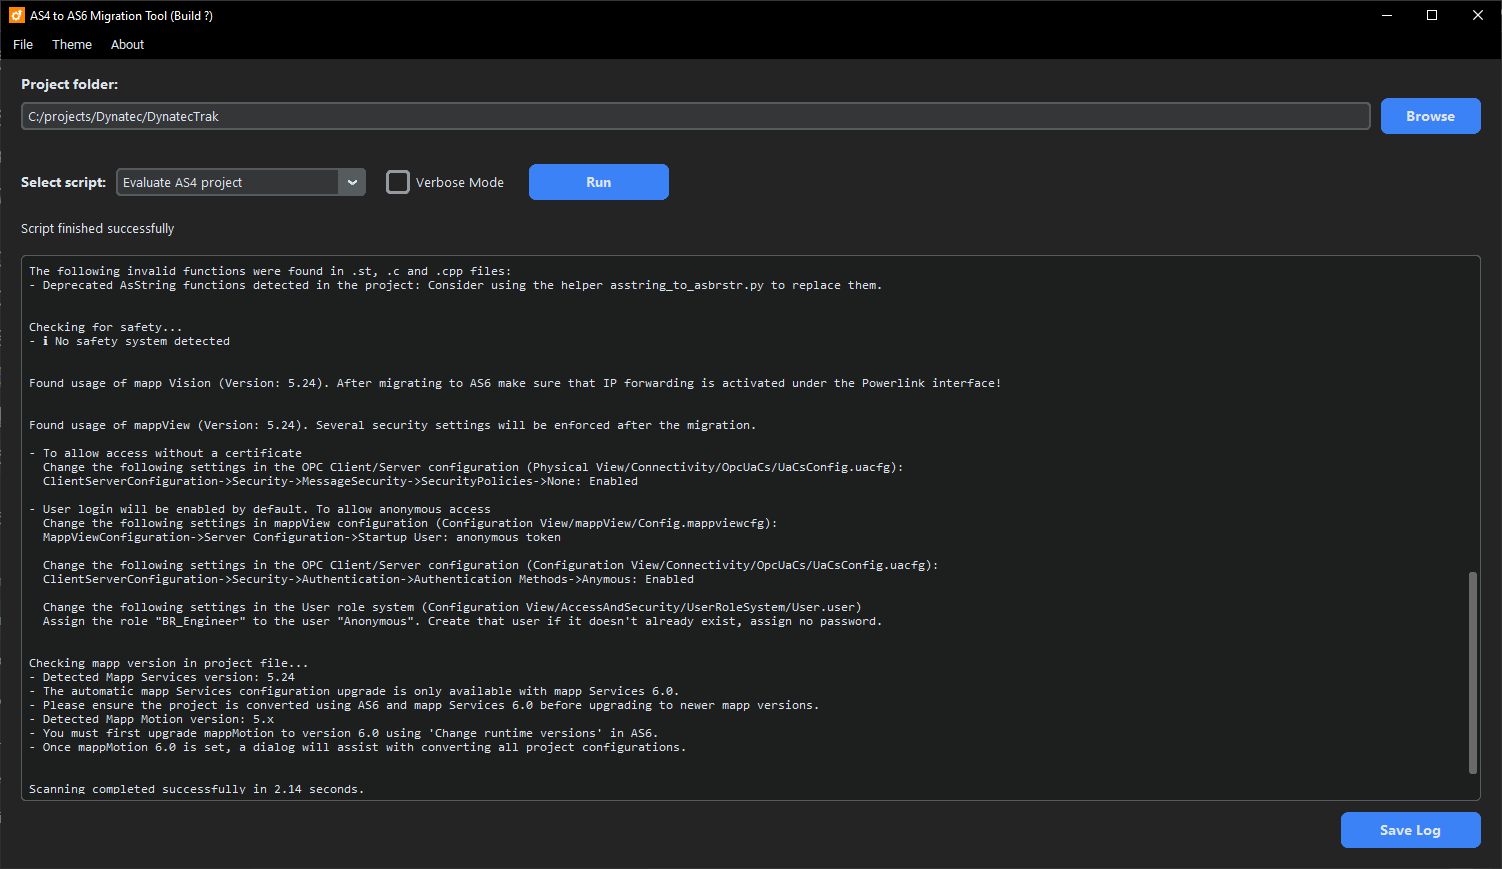 AS4 to AS6 Migration Tool (Build ?)
File Theme About
Project folder:
C:/projects/Dynatec/DynatecTrak
Browse
Select script: Evaluate AS4 project Verbose Mode Run
Script finished successfully
The following invalid functions were found in .st, .c and .cpp files:
- Deprecated AsString functions detected in the project: Consider using the helper asstring_to_asbrstr.py to replace them.
Checking for safety...
- ℹ No safety system detected
Found usage of mapp Vision (Version: 5.24). After migrating to AS6 make sure that IP forwarding is activated under the Powerlink interface!
Found usage of mappView (Version: 5.24). Several security settings will be enforced after the migration.
- To allow access without a certificate
Change the following settings in the OPC Client/Server configuration (Physical View/Connectivity/OpcUaCs/UaCsConfig.uacfg):
ClientServerConfiguration->Security->MessageSecurity->SecurityPolicies->None: Enabled
- User login will be enabled by default. To allow anonymous access
Change the following settings in mappView configuration (Configuration View/mappView/Config.mappviewcfg):
MappViewConfiguration->Server Configuration->Startup User: anonymous token
Change the following settings in the OPC Client/Server configuration (Configuration View/Connectivity/OpcUaCs/UaCsConfig.uacfg):
ClientServerConfiguration->Security->Authentication->Authentication Methods->Anymous: Enabled
Change the following settings in the User role system (Configuration View/AccessAndSecurity/UserRoleSystem/User.user)
Assign the role "BR_Engineer" to the user "Anonymous". Create that user if it doesn't already exist, assign no password.
Checking mapp version in project file...
- Detected Mapp Services version: 5.24
- The automatic mapp Services configuration upgrade is only available with mapp Services 6.0.
- Please ensure the project is converted using AS6 and mapp Services 6.0 before upgrading to newer mapp versions.
- Detected Mapp Motion version: 5.x
- You must first upgrade mappMotion to version 6.0 using 'Change runtime versions' in AS6.
- Once mappMotion 6.0 is set, a dialog will assist with converting all project configurations.
Scanning completed successfully in 2.14 seconds.
Save Log